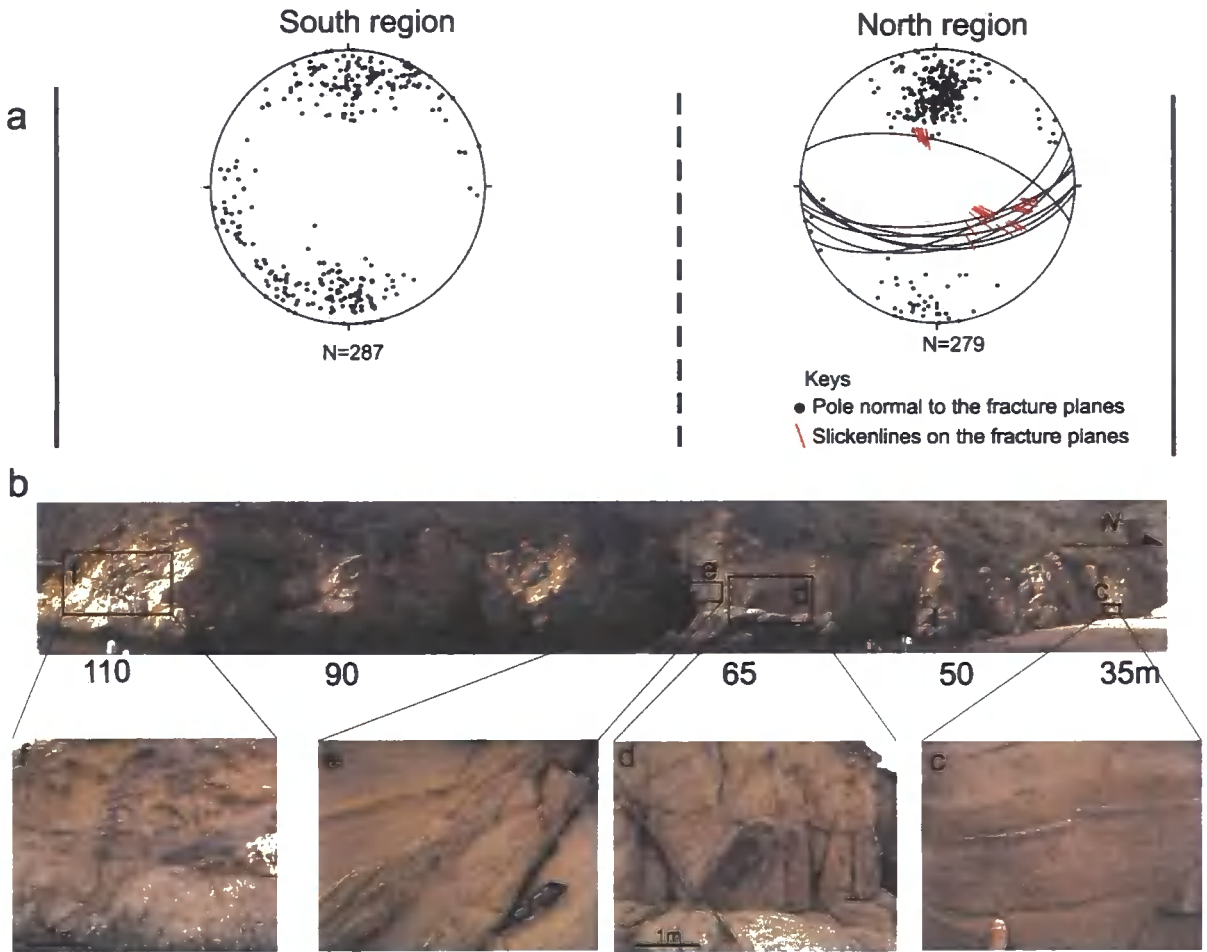 South region
North region
a
N=287
N=279
Keys
Pole normal to the fracture planes
Slickenlines on the fracture planes
b
N
f
e
d
c
110
90
65
50
35m
f
e
d
c
1m